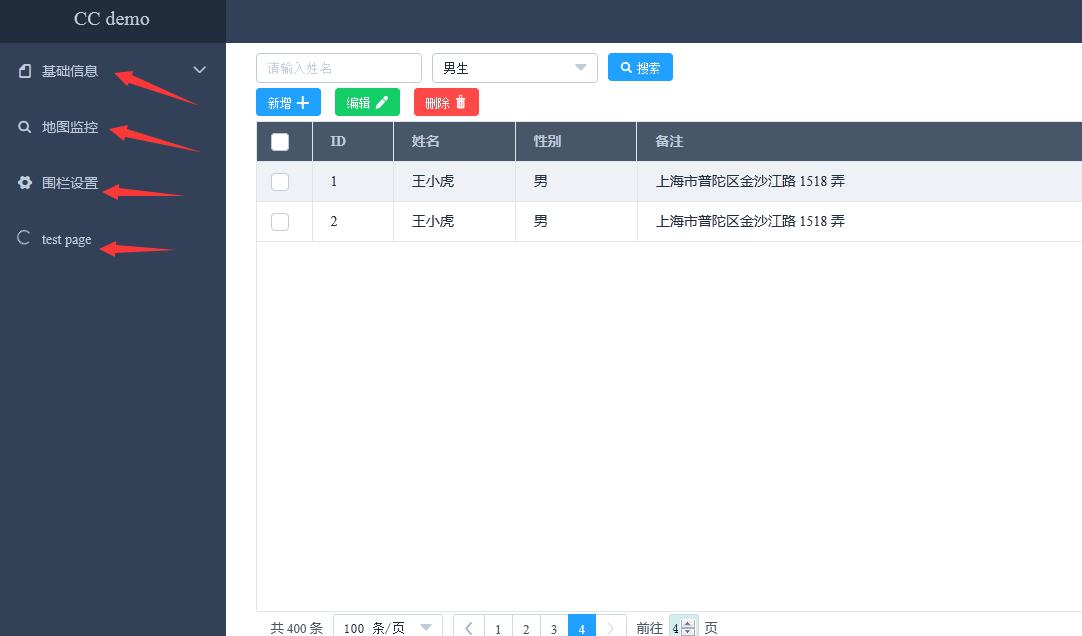 CC demo
基础信息
地图监控
围栏设置
test page
请输入姓名 男生 搜索
新增 编辑 删除
ID 姓名 性别 备注
1 王小虎 男 上海市普陀区金沙江路 1518 弄
2 王小虎 男 上海市普陀区金沙江路 1518 弄
共 400 条 100 条/页 1 2 3 4 前往 4 页